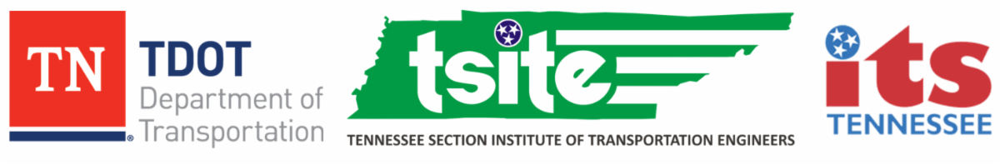 TN
TDOT
Department of
Transportation
®
tsite
TENNESSEE SECTION INSTITUTE OF TRANSPORTATION ENGINEERS
its
TENNESSEE